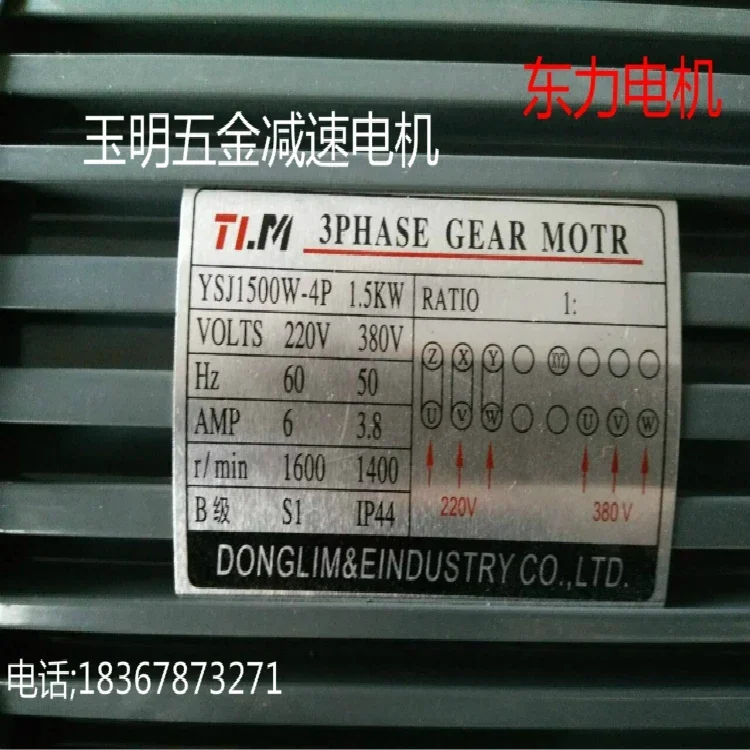 东力电机
玉明五金减速电机
TL.M 3PHASE GEAR MOTR
YSJ1500W-4P 1.5KW RATIO 1:
VOLTS 220V 380V
Z X Y XYZ
Hz 60 50
AMP 6 3.8
U V W U V W
r/min 1600 1400
220V 380V
B级 S1 IP44
DONGLIM&EINDUSTRY CO.,LTD.
电话;18367873271